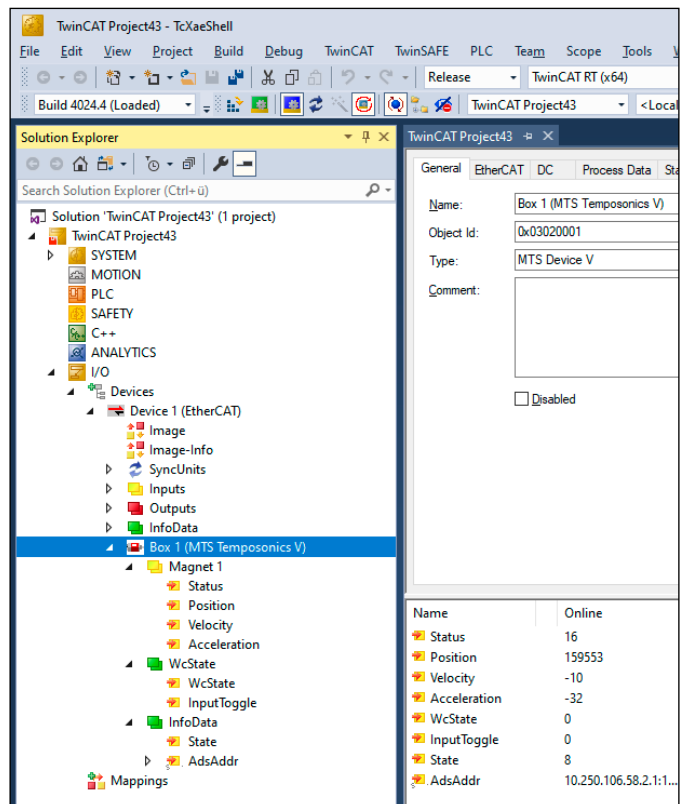 TwinCAT Project43 - TcXaeShell
File Edit View Project Build Debug TwinCAT TwinSAFE PLC Team Scope Tools
Release TwinCAT RT (x64)
Build 4024.4 (Loaded) TwinCAT Project43 <Local
Solution Explorer
Search Solution Explorer (Ctrl+ü)
Solution 'TwinCAT Project43' (1 project)
TwinCAT Project43
SYSTEM
MOTION
PLC
SAFETY
C++
ANALYTICS
I/O
Devices
Device 1 (EtherCAT)
Image
Image-Info
SyncUnits
Inputs
Outputs
InfoData
Box 1 (MTS Temposonics V)
Magnet 1
Status
Position
Velocity
Acceleration
WcState
WcState
InputToggle
InfoData
State
AdsAddr
Mappings
TwinCAT Project43
General EtherCAT DC Process Data Sta
Name: Box 1 (MTS Temposonics V)
Object Id: 0x03020001
Type: MTS Device V
Comment:
Disabled
Name Online
Status 16
Position 159553
Velocity -10
Acceleration -32
WcState 0
InputToggle 0
State 8
AdsAddr 10.250.106.58.2.1:1...